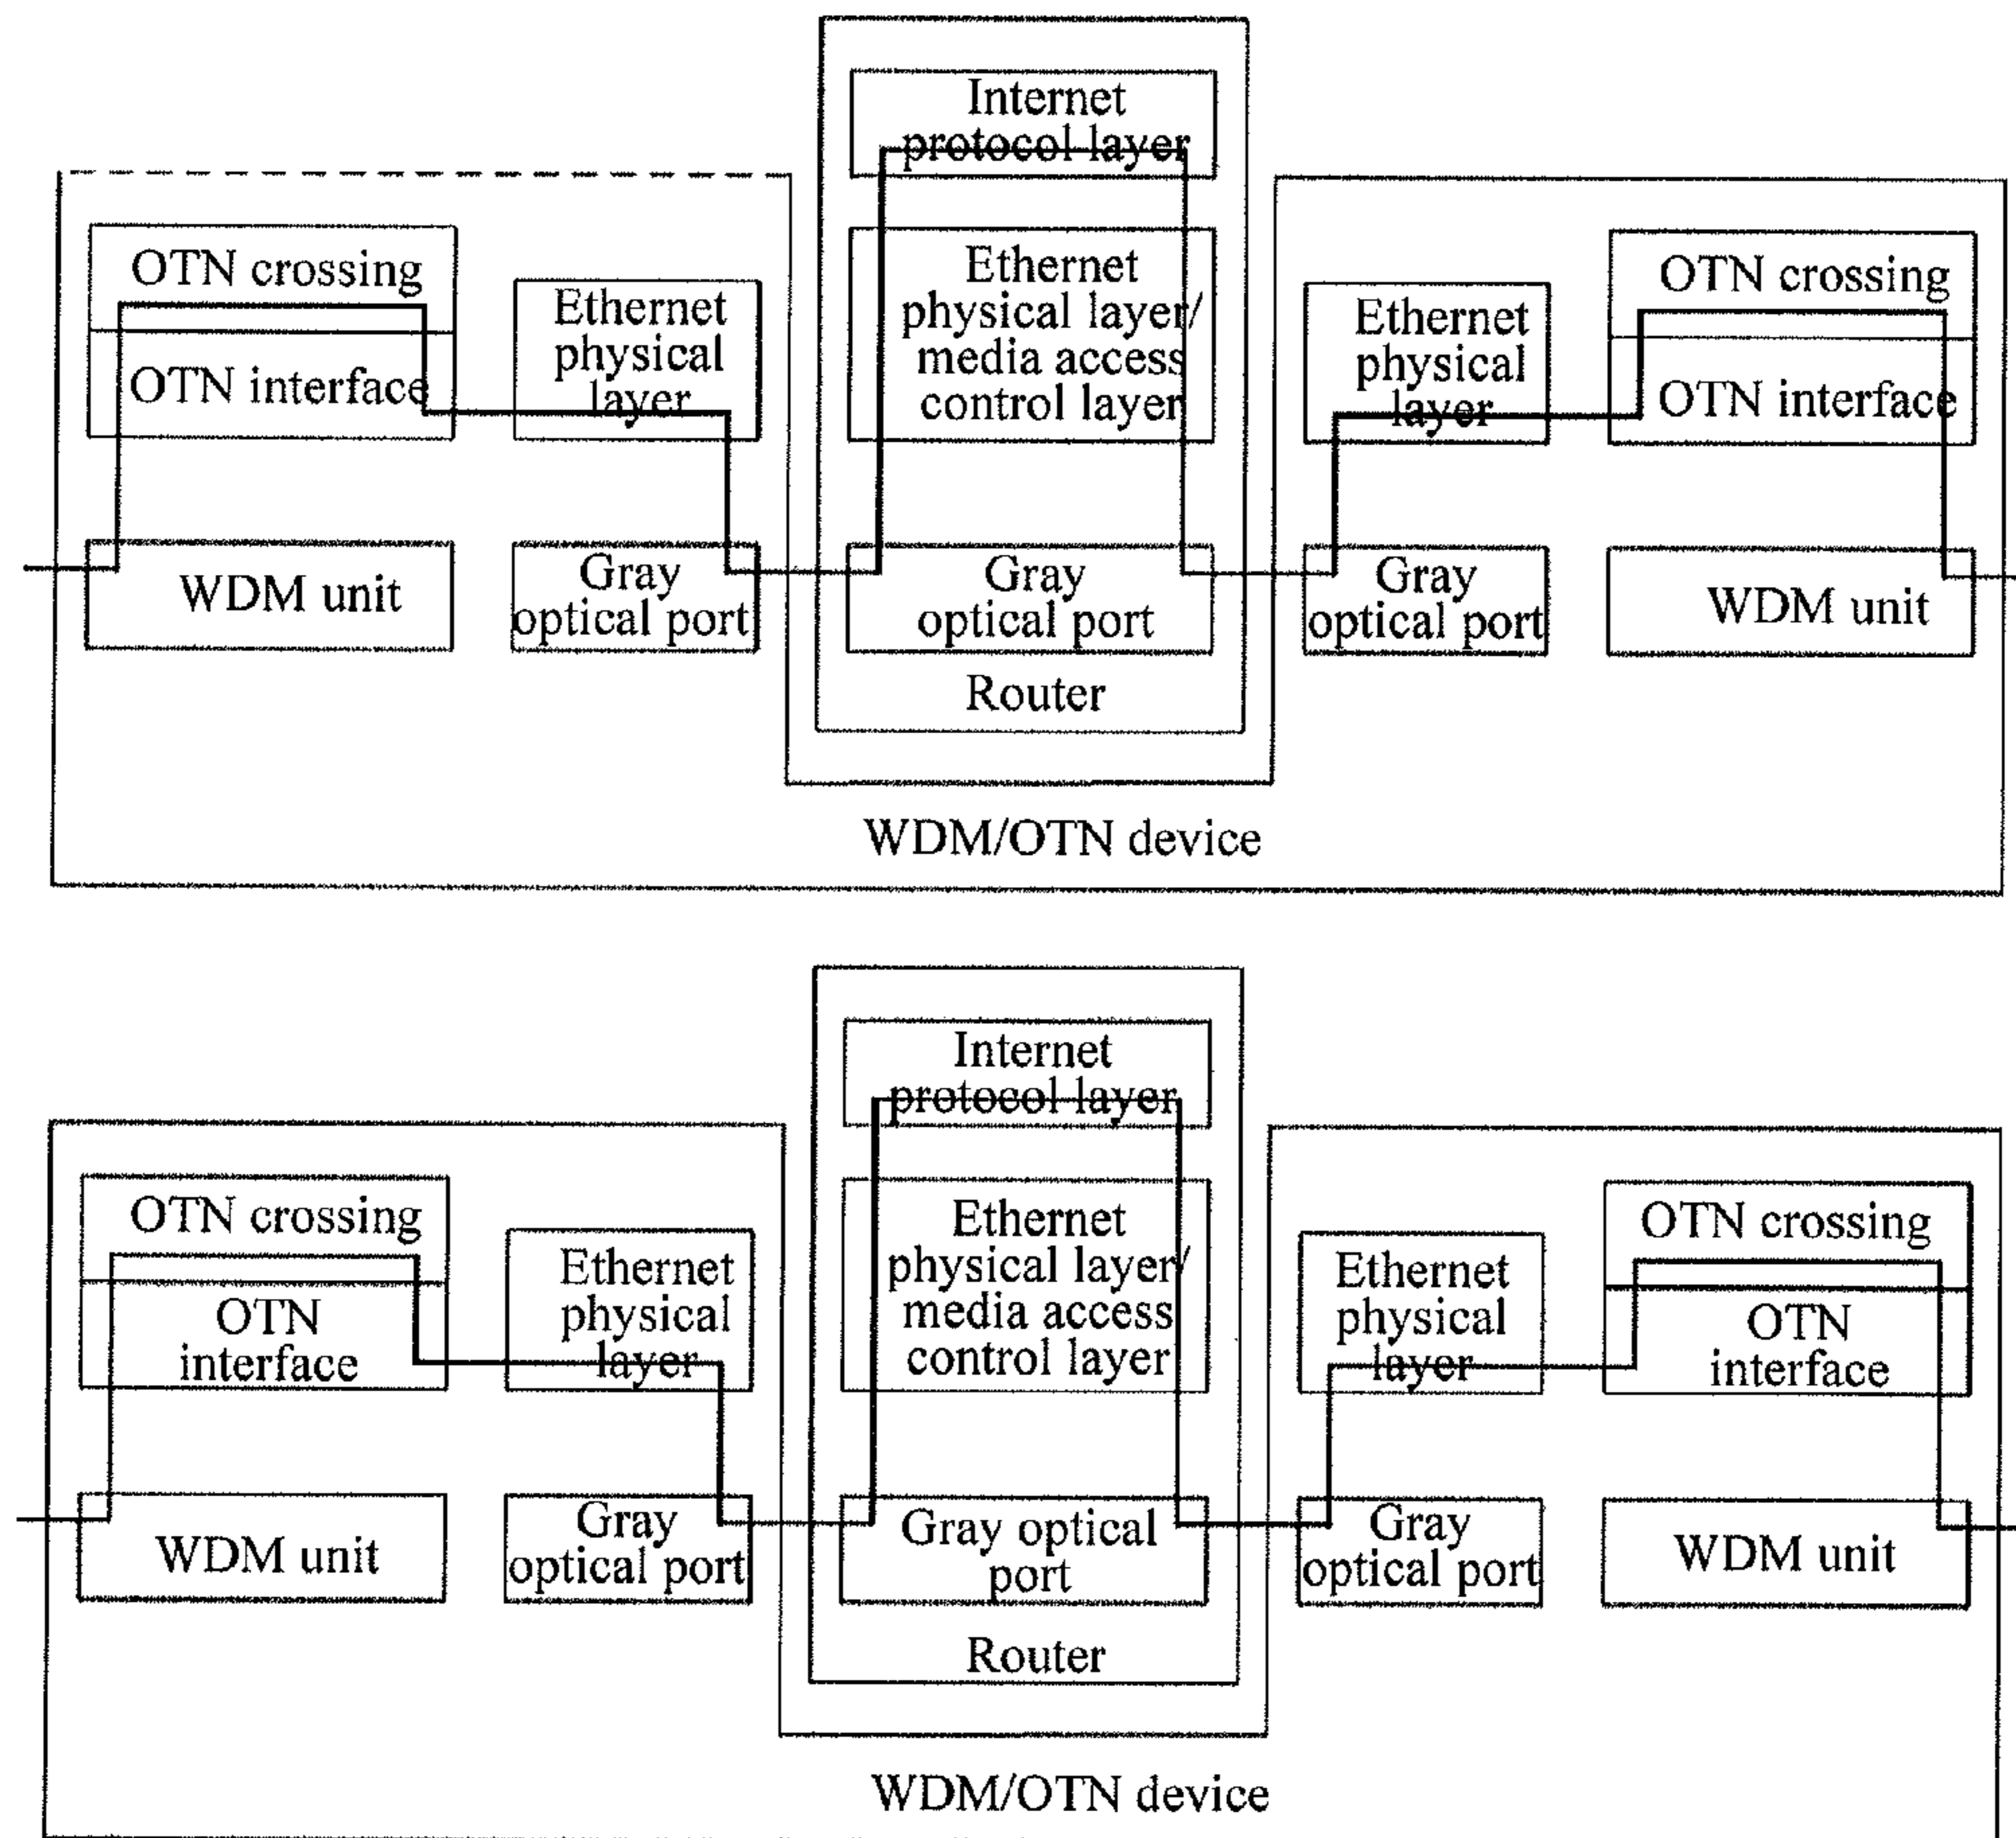 Internet
protocol layer
OTN crossing
OTN interface
Ethernet
physical
layer
Ethernet
physical layer/
media access
control layer
Ethernet
physical
layer
OTN crossing
OTN interface
WDM unit
Gray
optical port
Gray
optical port
Gray
optical port
WDM unit
Router
WDM/OTN device
Internet
protocol layer
OTN crossing
OTN
interface
Ethernet
physical
layer
Ethernet
physical layer/
media access
control layer
Ethernet
physical
layer
OTN crossing
OTN
interface
WDM unit
Gray
optical port
Gray optical
port
Gray
optical port
WDM unit
Router
WDM/OTN device